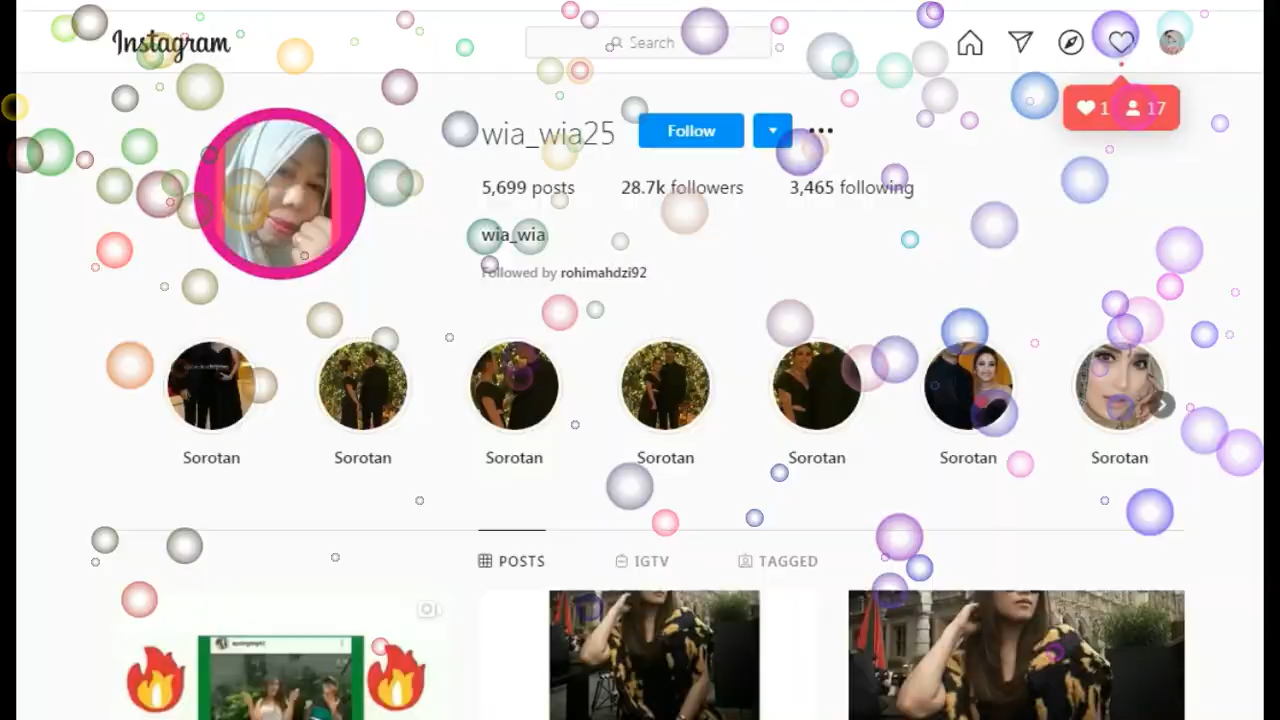 Instagram
Search
1 17
wia_wia25
Follow
5,699 posts 28.7k followers 3,465 following
wia_wia
Followed by rohimahdzi92
Sorotan Sorotan Sorotan Sorotan Sorotan Sorotan Sorotan
POSTS IGTV TAGGED